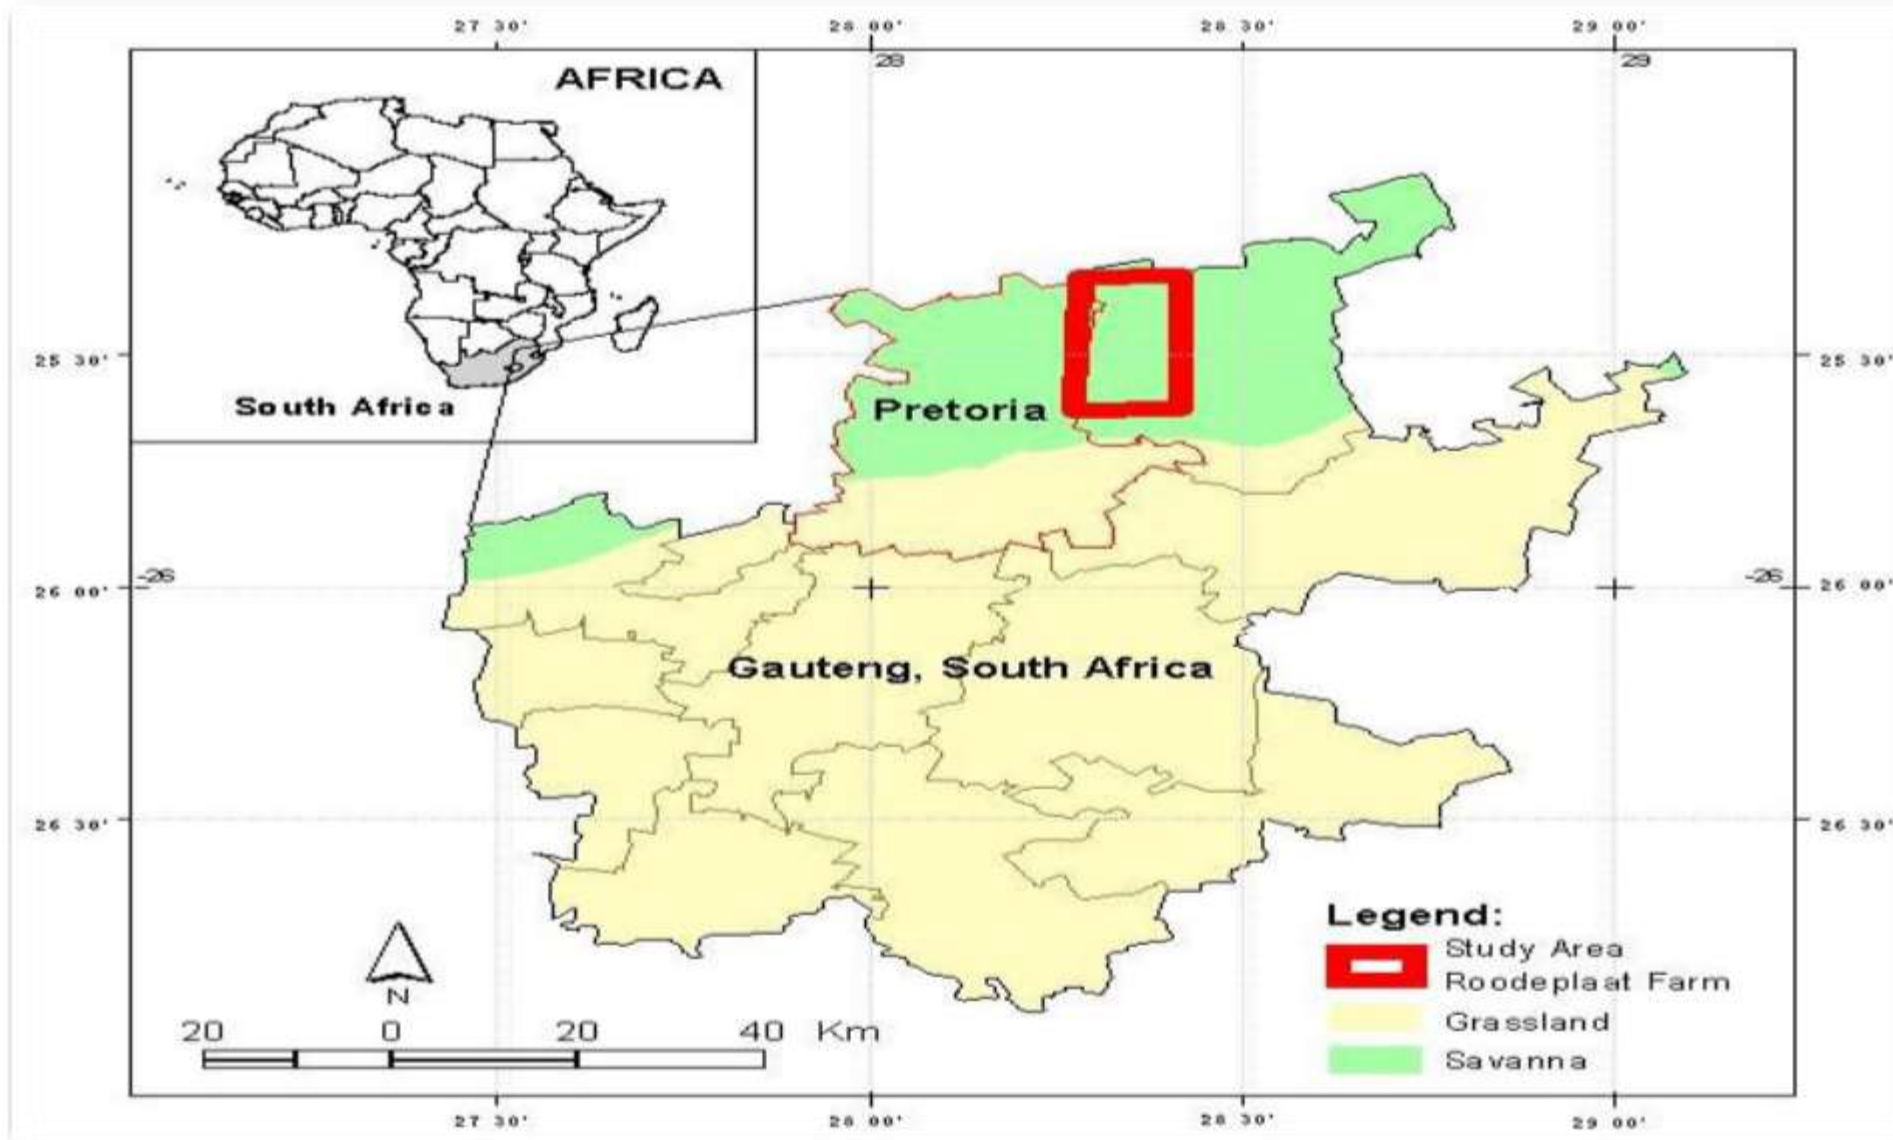 27 30' 28 00' 28 30' 29 00'
28 29
AFRICA
South Africa
25 30' 25 30'
Pretoria
-26 -26
26 00' 26 00'
Gauteng, South Africa
26 30' 26 30'
Legend:
Study Area
Roodeplaat Farm
Grassland
Savanna
N
20 0 20 40 Km
27 30' 28 00' 28 30' 29 00'